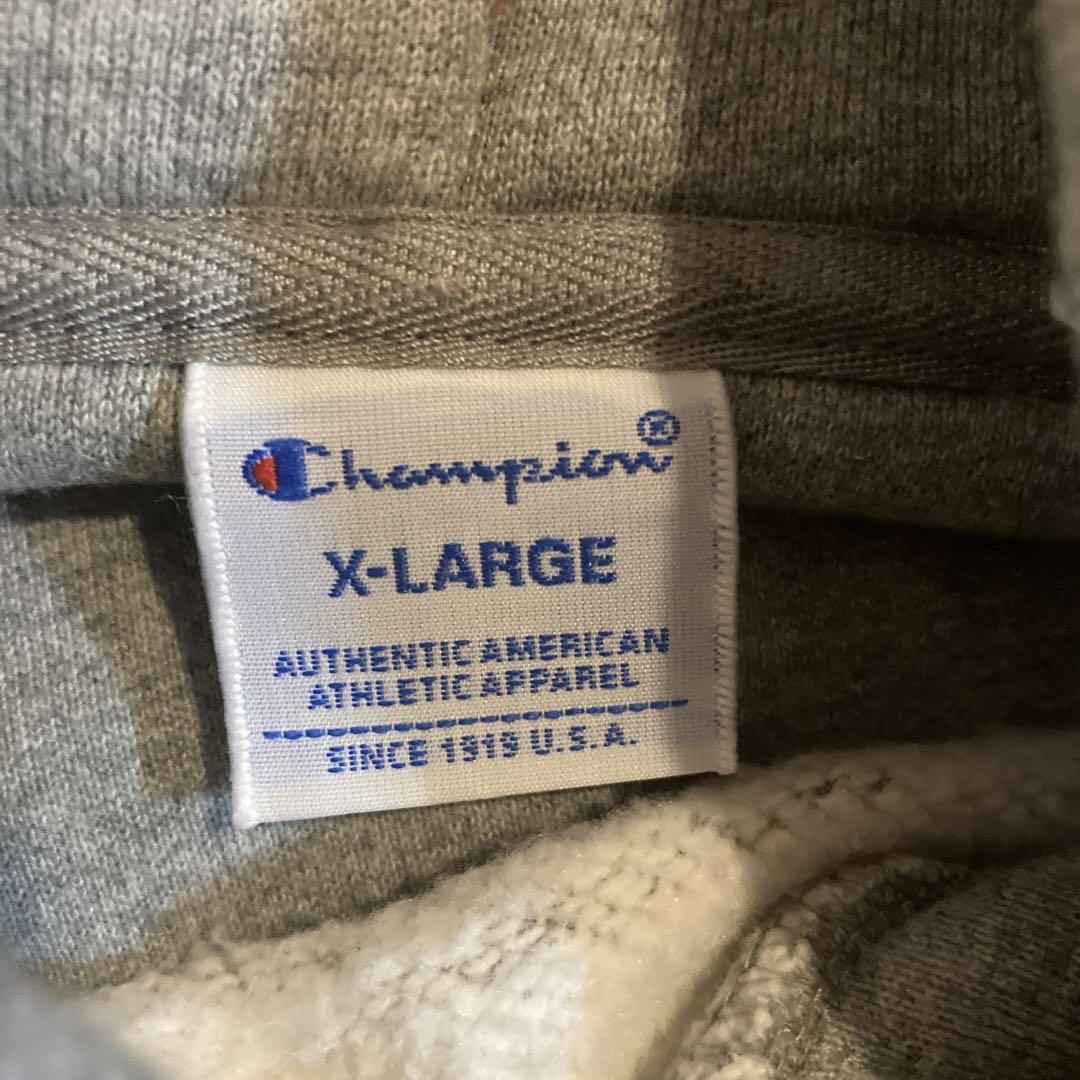 Champion®
X-LARGE
AUTHENTIC AMERICAN
ATHLETIC APPAREL
SINCE 1919 U.S.A.